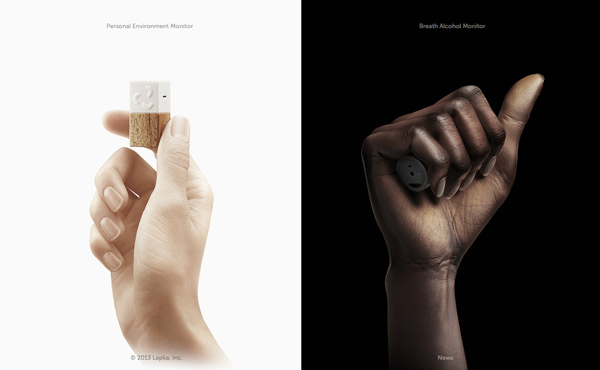 Personal Environment Monitor
Breath Alcohol Monitor
© 2013 Lapka, Inc.
News